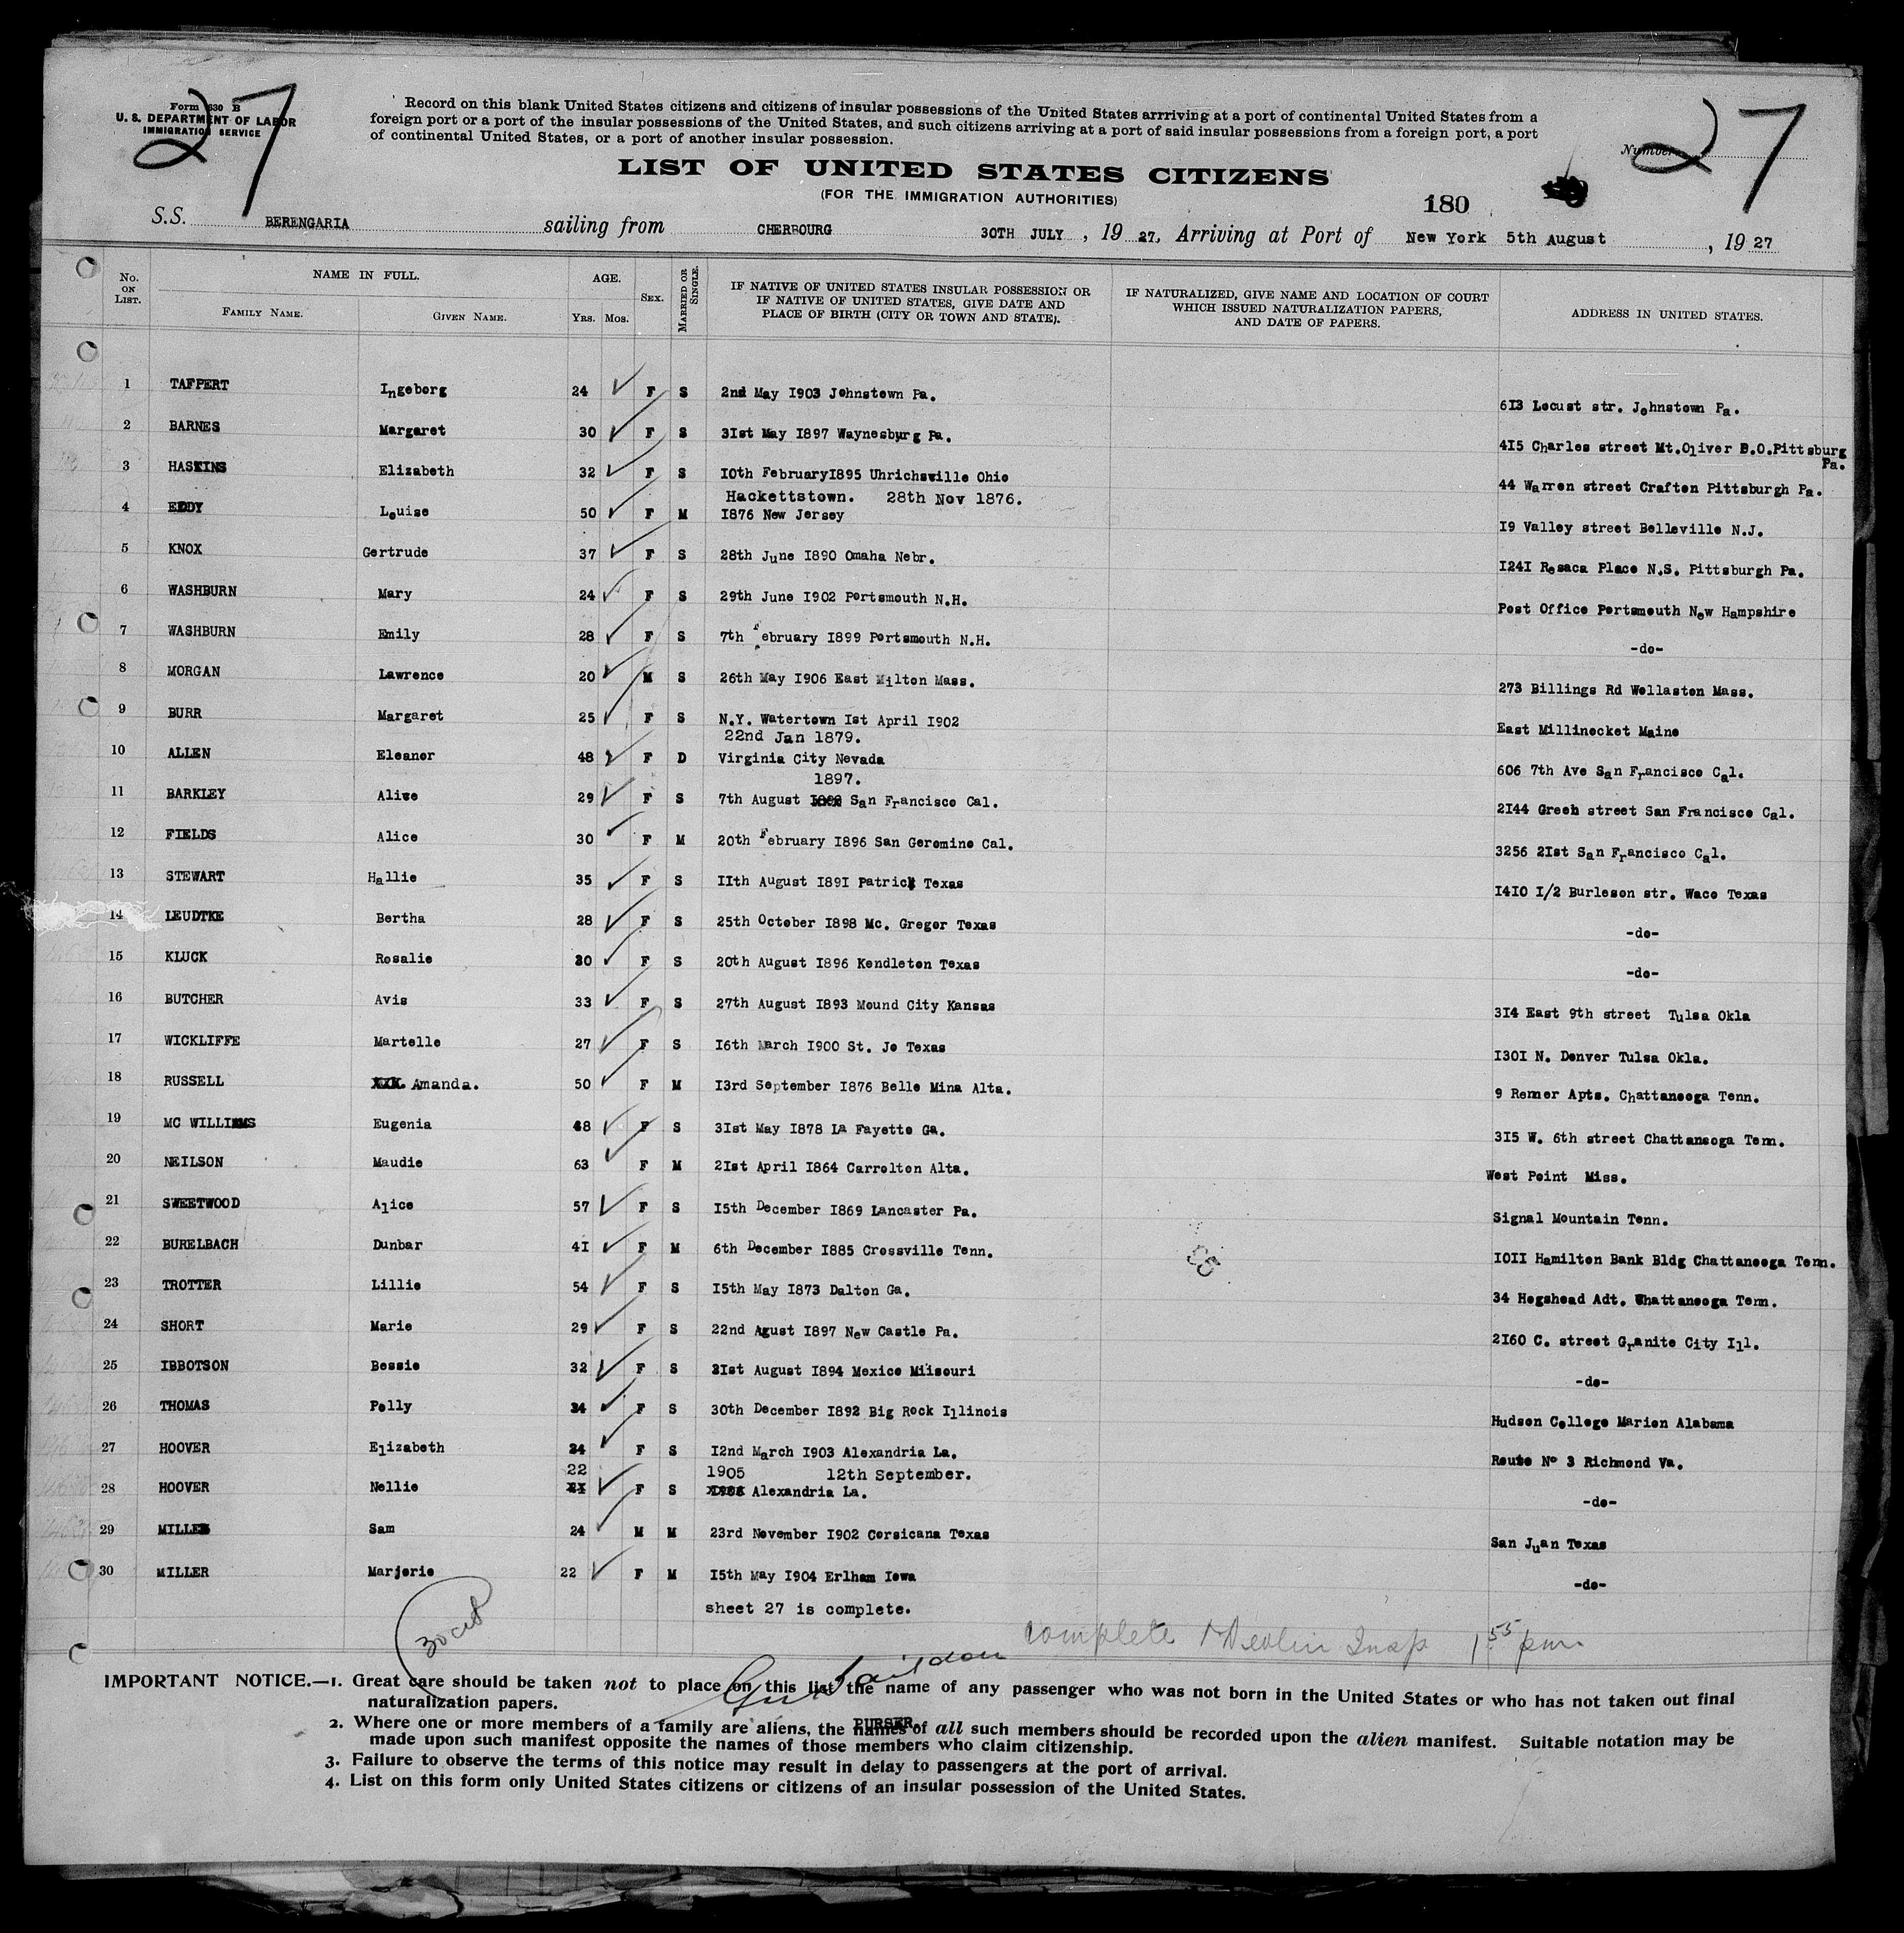 27
Form 630 B
U. S. DEPARTMENT OF LABOR
IMMIGRATION SERVICE
Record on this blank United States citizens and citizens of insular possessions of the United States arrriving at a port of continental United States from a
foreign port or a port of the insular possessions of the United States, and such citizens arriving at a port of said insular possessions from a foreign port, a port
of continental United States, or a port of another insular possession.
Number
27
LIST OF UNITED STATES CITIZENS
(FOR THE IMMIGRATION AUTHORITIES)
180
S.S. BERENGARIA sailing from CHERBOURG 30TH JULY, 19 27, Arriving at Port of New York 5th August, 19 27
No. ON LIST. NAME IN FULL. FAMILY NAME. GIVEN NAME. AGE. Yrs. Mos. SEX. MARRIED OR SINGLE. IF NATIVE OF UNITED STATES INSULAR POSSESSION OR IF NATIVE OF UNITED STATES, GIVE DATE AND PLACE OF BIRTH (CITY OR TOWN AND STATE). IF NATURALIZED, GIVE NAME AND LOCATION OF COURT WHICH ISSUED NATURALIZATION PAPERS, AND DATE OF PAPERS. ADDRESS IN UNITED STATES.
1 TAFPERT Ingeborg 24 F S 2nd May 1903 Johnstown Pa. 613 Locust str. Johnstown Pa.
2 BARNES Margaret 30 F S 31st May 1897 Waynesburg Pa. 415 Charles street Mt.Oliver B.O.Pittsburg Pa.
3 HASKINS Elizabeth 32 F S 10th February1895 Uhrichsville Ohio 44 Warren street Crafton Pittsburgh Pa.
Hackettstown. 28th Nov 1876.
4 EDDY Louise 50 F M 1876 New Jersey 19 Valley street Belleville N.J.
5 KNOX Gertrude 37 F S 28th June 1890 Omaha Nebr. 1241 Resaca Place N.S. Pittsburgh Pa.
6 WASHBURN Mary 24 F S 29th June 1902 Portsmouth N.H. Post Office Portsmouth New Hampshire
7 WASHBURN Emily 28 F S 7th February 1899 Portsmouth N.H. -do-
8 MORGAN Lawrence 20 M S 26th May 1906 East Milton Mass. 273 Billings Rd Wollaston Mass.
9 BURR Margaret 25 F S N.Y. Watertown 1st April 1902 East Millinocket Maine
22nd Jan 1879.
10 ALLEN Eleanor 48 F D Virginia City Nevada 606 7th Ave San Francisco Cal.
1897.
11 BARKLEY Alise 29 F S 7th August San Francisco Cal. 2144 Green street San Francisco Cal.
12 FIELDS Alice 30 F M 20th February 1896 San Geromino Cal. 3256 21st San Francisco Cal.
13 STEWART Hallie 35 F S 11th August 1891 Patrick Texas 1410 1/2 Burleson str. Waco Texas
14 LEUDTKE Bertha 28 F S 25th October 1898 Mc. Gregor Texas -do-
15 KLUCK Rosalie 30 F S 20th August 1896 Kendleton Texas -do-
16 BUTCHER Avis 33 F S 27th August 1893 Mound City Kansas 314 East 9th street Tulsa Okla
17 WICKLIFFE Martelle 27 F S 16th March 1900 St. Jo Texas 1301 N. Denver Tulsa Okla.
18 RUSSELL Amanda. 50 F M 13rd September 1876 Belle Mina Alta. 9 Remer Apts. Chattanooga Tenn.
19 MC WILLIEMS Eugenia 48 F S 31st May 1878 La Fayette Ga. 315 W. 6th street Chattanooga Tenn.
20 NEILSON Maudie 63 F M 21st April 1864 Carrolton Alta. West Point Miss.
21 SWEETWOOD Alice 57 F S 15th December 1869 Lancaster Pa. Signal Mountain Tenn.
22 BURELBACH Dunbar 41 F M 6th December 1885 Crossville Tenn. 1011 Hamilton Bank Bldg Chattanooga Tenn.
23 TROTTER Lillie 54 F S 15th May 1873 Dalton Ga. 34 Hogshead Adt. Chattanooga Tenn.
24 SHORT Marie 29 F S 22nd Agust 1897 New Castle Pa. 2160 C. street Granite City Ill.
25 IBBOTSON Bessie 32 F S 31st August 1894 Mexico Miisouri -do-
26 THOMAS Polly 34 F S 30th December 1892 Big Rock Illinois Hudson College Marion Alabama
27 HOOVER Elizabeth 24 F S 12nd March 1903 Alexandria La. Route No 3 Richmond Va.
22 1905 12th September.
28 HOOVER Nellie 21 F S Alexandria La. -do-
29 MILLER Sam 24 M M 23rd November 1902 Corsicana Texas San Juan Texas
30 MILLER Marjorie 22 F M 15th May 1904 Erlham Iowa -do-
sheet 27 is complete.
complete Insp 1 55 pm
PURSER.
IMPORTANT NOTICE.—1. Great care should be taken not to place on this list the name of any passenger who was not born in the United States or who has not taken out final
naturalization papers.
2. Where one or more members of a family are aliens, the names of all such members should be recorded upon the alien manifest. Suitable notation may be
made upon such manifest opposite the names of those members who claim citizenship.
3. Failure to observe the terms of this notice may result in delay to passengers at the port of arrival.
4. List on this form only United States citizens or citizens of an insular possession of the United States.